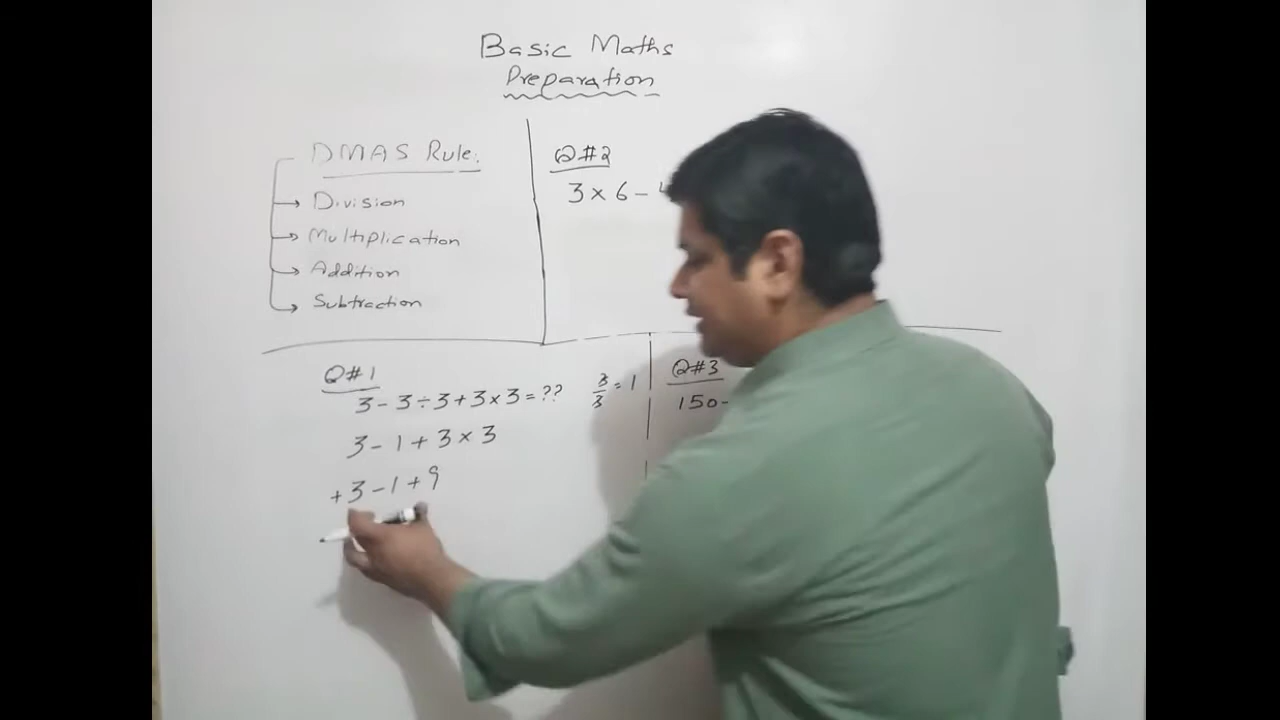 Basic Maths
Preparation
DMAS Rule.
Division
Multiplication
Addition
Subtraction
Q#2
3 × 6 -
Q#1
3 - 3 ÷ 3 + 3 × 3 = ??
3/3 = 1
3 - 1 + 3 × 3
+ 3 - 1 + 9
Q#3
150 -